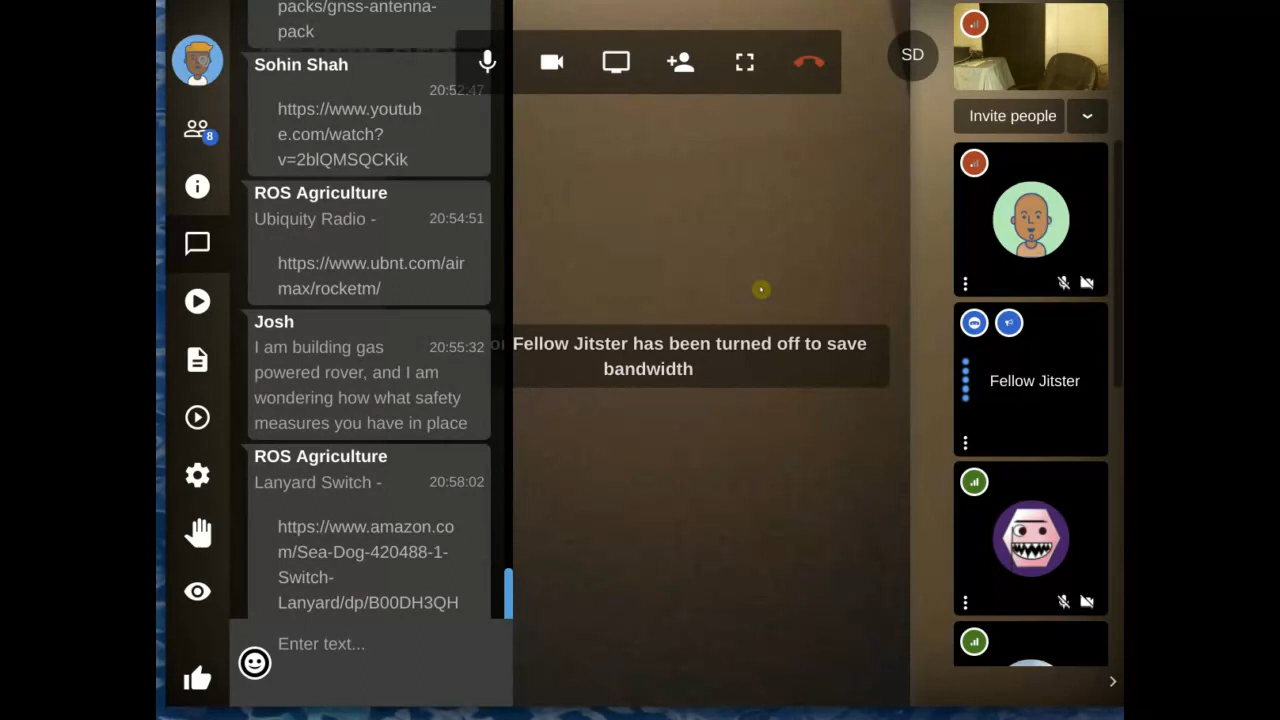 packs/gnss-antenna-
pack
Sohin Shah
20:52:47
https://www.youtub
e.com/watch?
v=2blQMSQCKik
ROS Agriculture
Ubiquity Radio - 20:54:51
https://www.ubnt.com/air
max/rocketm/
Josh
I am building gas 20:55:32
powered rover, and I am
wondering how what safety
measures you have in place
ROS Agriculture
Lanyard Switch - 20:58:02
https://www.amazon.co
m/Sea-Dog-420488-1-
Switch-
Lanyard/dp/B00DH3QH
Enter text...
8
Fellow Jitster has been turned off to save
bandwidth
SD
Invite people
Fellow Jitster